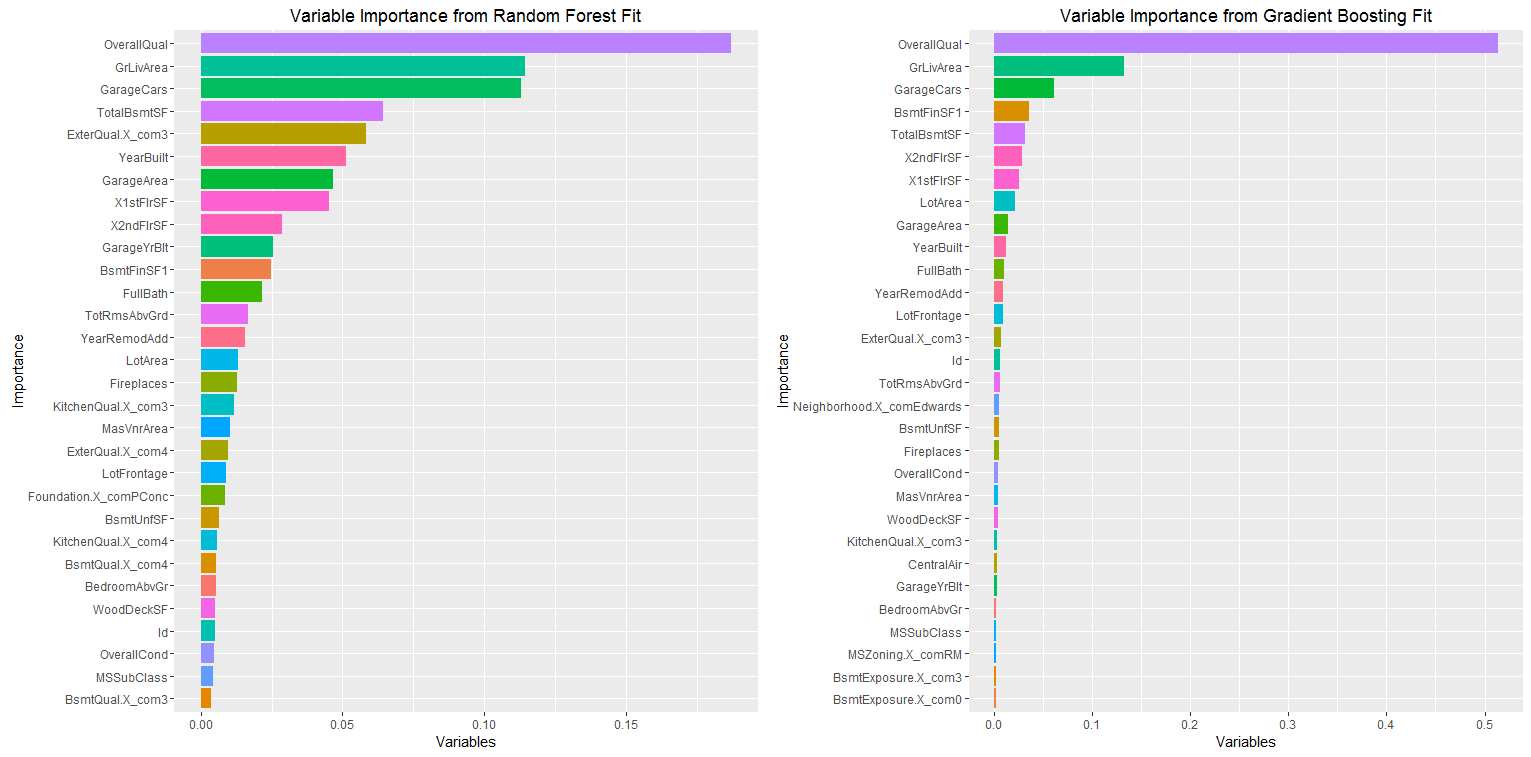 Variable Importance from Random Forest Fit
Importance
OverallQual
GrLivArea
GarageCars
TotalBsmtSF
ExterQual.X_com3
YearBuilt
GarageArea
X1stFlrSF
X2ndFlrSF
GarageYrBlt
BsmtFinSF1
FullBath
TotRmsAbvGrd
YearRemodAdd
LotArea
Fireplaces
KitchenQual.X_com3
MasVnrArea
ExterQual.X_com4
LotFrontage
Foundation.X_comPConc
BsmtUnfSF
KitchenQual.X_com4
BsmtQual.X_com4
BedroomAbvGr
WoodDeckSF
Id
OverallCond
MSSubClass
BsmtQual.X_com3
0.00 0.05 0.10 0.15
Variables
Variable Importance from Gradient Boosting Fit
Importance
OverallQual
GrLivArea
GarageCars
BsmtFinSF1
TotalBsmtSF
X2ndFlrSF
X1stFlrSF
LotArea
GarageArea
YearBuilt
FullBath
YearRemodAdd
LotFrontage
ExterQual.X_com3
Id
TotRmsAbvGrd
Neighborhood.X_comEdwards
BsmtUnfSF
Fireplaces
OverallCond
MasVnrArea
WoodDeckSF
KitchenQual.X_com3
CentralAir
GarageYrBlt
BedroomAbvGr
MSSubClass
MSZoning.X_comRM
BsmtExposure.X_com3
BsmtExposure.X_com0
0.0 0.1 0.2 0.3 0.4 0.5
Variables